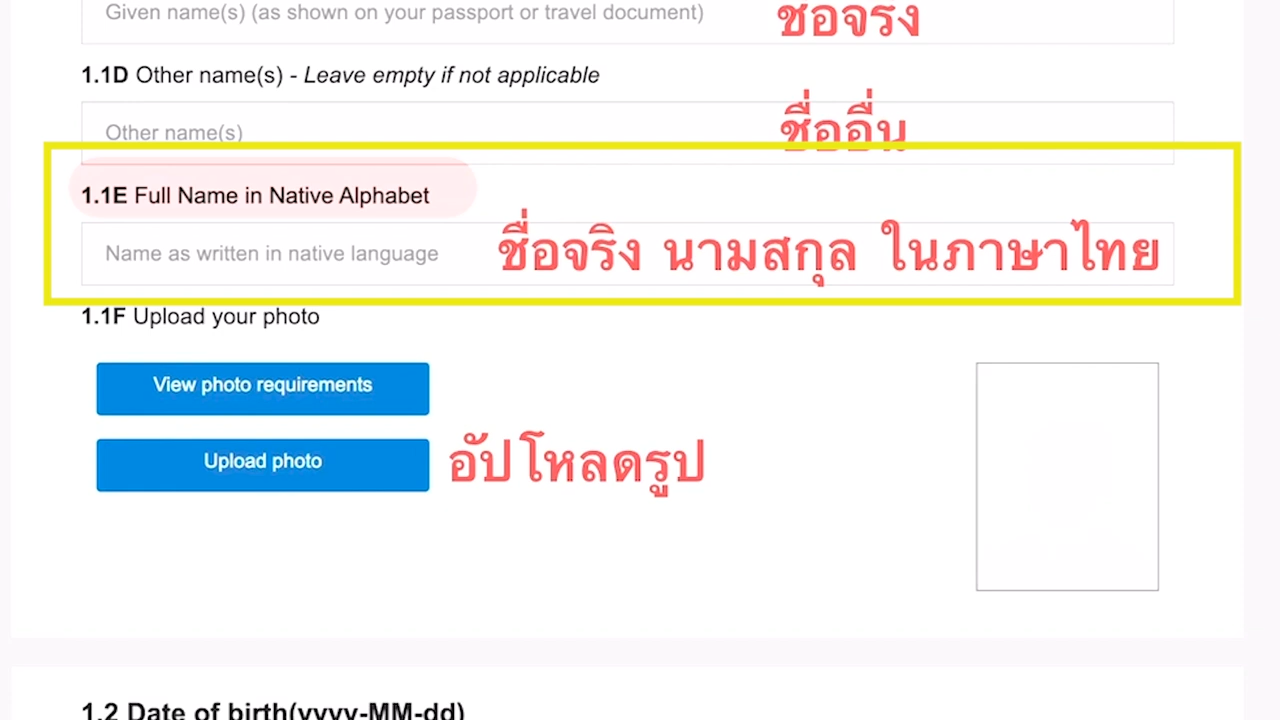 Given name(s) (as shown on your passport or travel document) ชื่อจริง
1.1D Other name(s) - Leave empty if not applicable
Other name(s) ชื่ออื่น
1.1E Full Name in Native Alphabet
Name as written in native language ชื่อจริง นามสกุล ในภาษาไทย
1.1F Upload your photo
View photo requirements
Upload photo อัปโหลดรูป
1.2 Date of birth(yyyy-MM-dd)